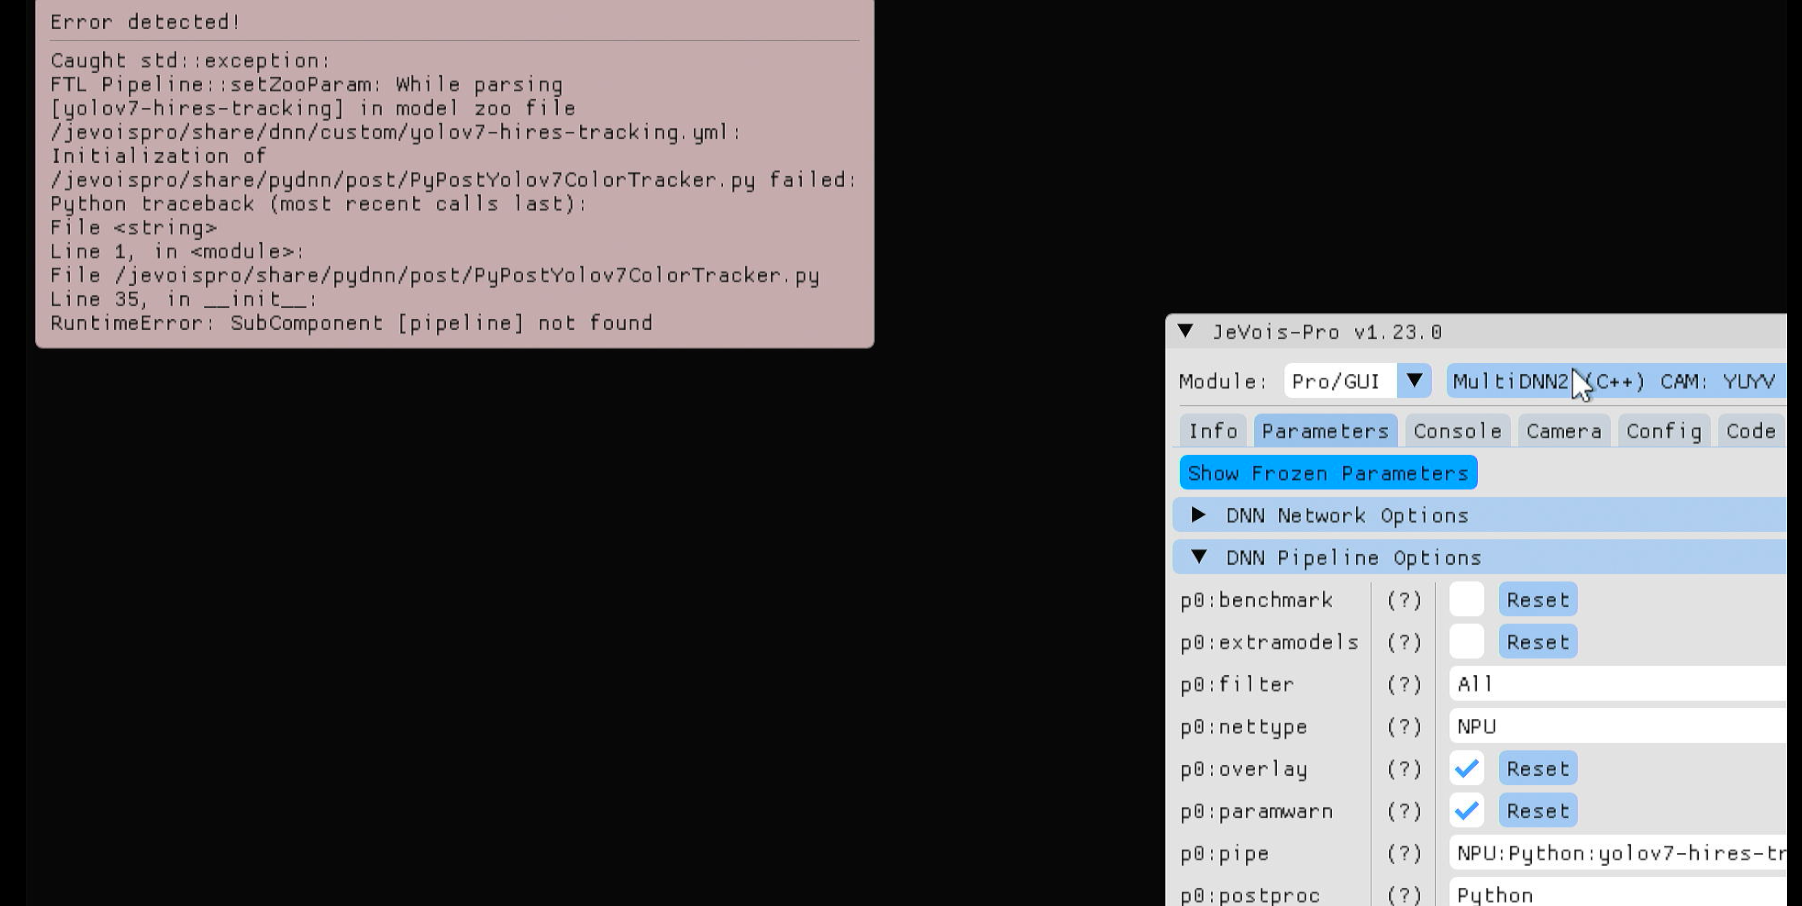 Error detected!
Caught std::exception:
FTL Pipeline::setZooParam: While parsing
[yolov7-hires-tracking] in model zoo file
/jevoispro/share/dnn/custom/yolov7-hires-tracking.yml:
Initialization of
/jevoispro/share/pydnn/post/PyPostYolov7ColorTracker.py failed:
Python traceback (most recent calls last):
File <string>
Line 1, in <module>:
File /jevoispro/share/pydnn/post/PyPostYolov7ColorTracker.py
Line 35, in __init__:
RuntimeError: SubComponent [pipeline] not found
JeVois-Pro v1.23.0
Module: Pro/GUI MultiDNN2 (C++) CAM: YUYV
Info Parameters Console Camera Config Code
Show Frozen Parameters
DNN Network Options
DNN Pipeline Options
p0:benchmark (?) Reset
p0:extramodels (?) Reset
p0:filter (?) All
p0:nettype (?) NPU
p0:overlay (?) Reset
p0:paramwarn (?) Reset
p0:pipe (?) NPU:Python:yolov7-hires-tr
p0:postproc (?) Python